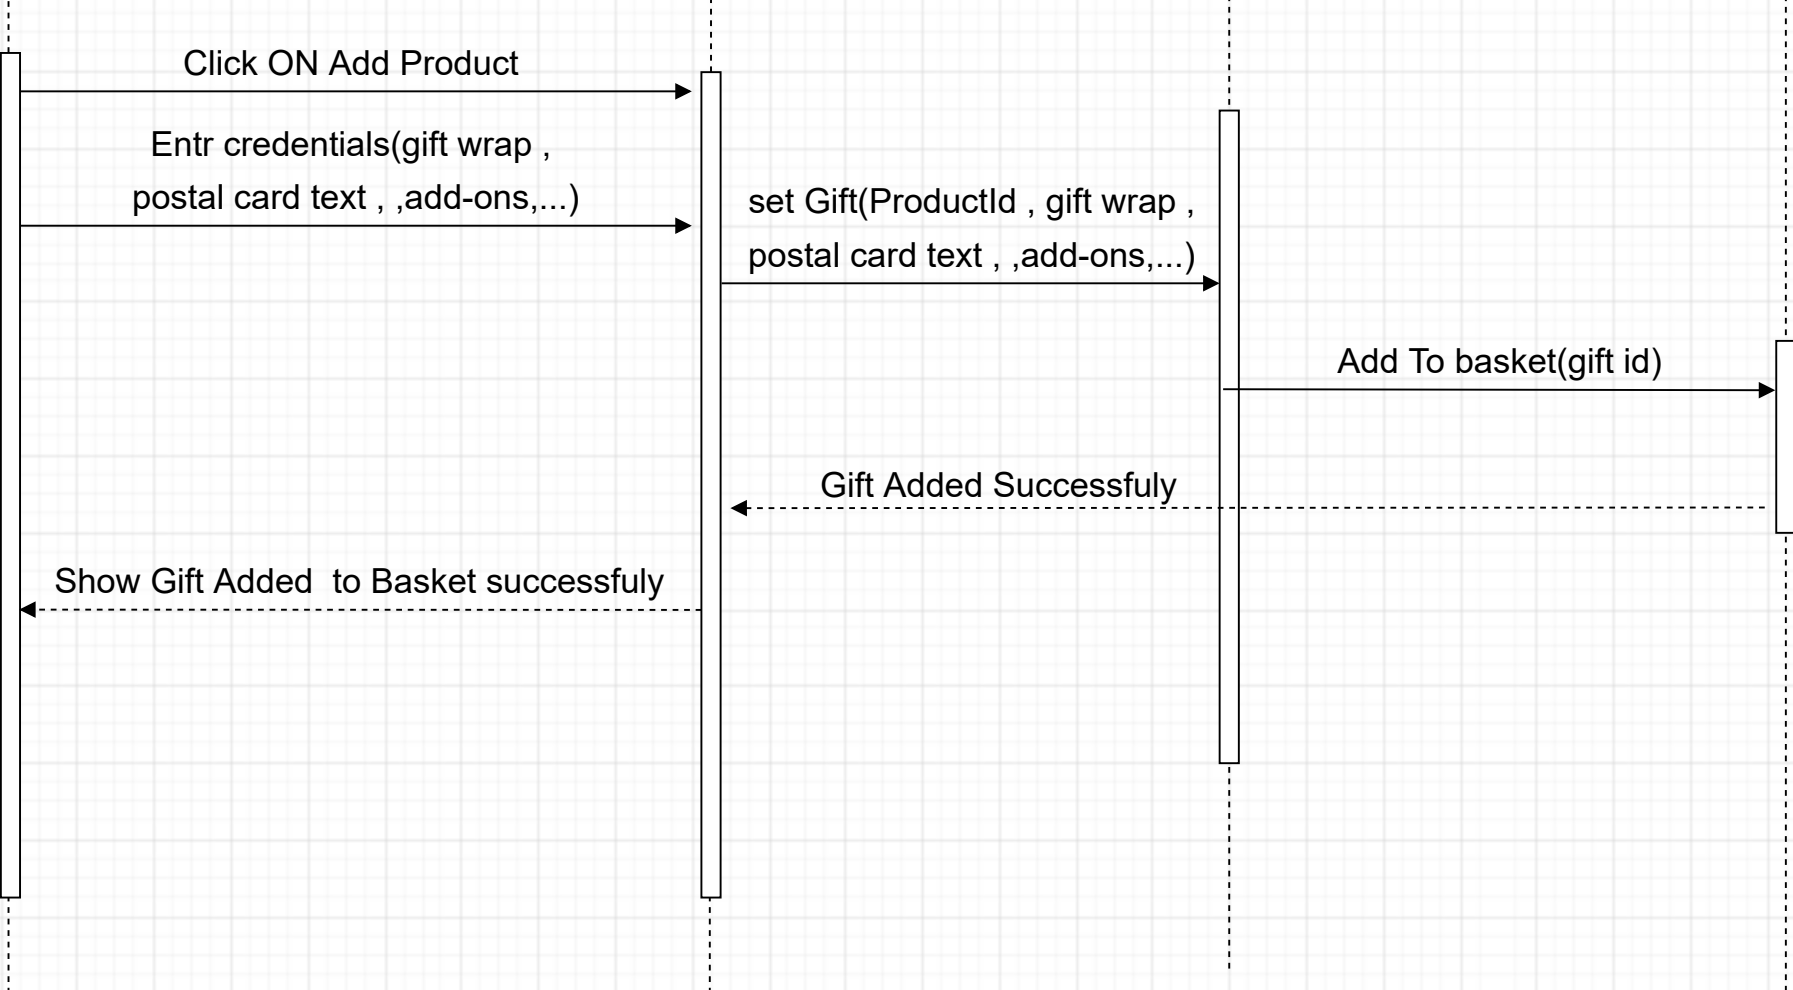 Click ON Add Product
Entr credentials(gift wrap ,
postal card text , ,add-ons,...)
set Gift(ProductId , gift wrap ,
postal card text , ,add-ons,...)
Add To basket(gift id)
Gift Added Successfuly
Show Gift Added  to Basket successfuly